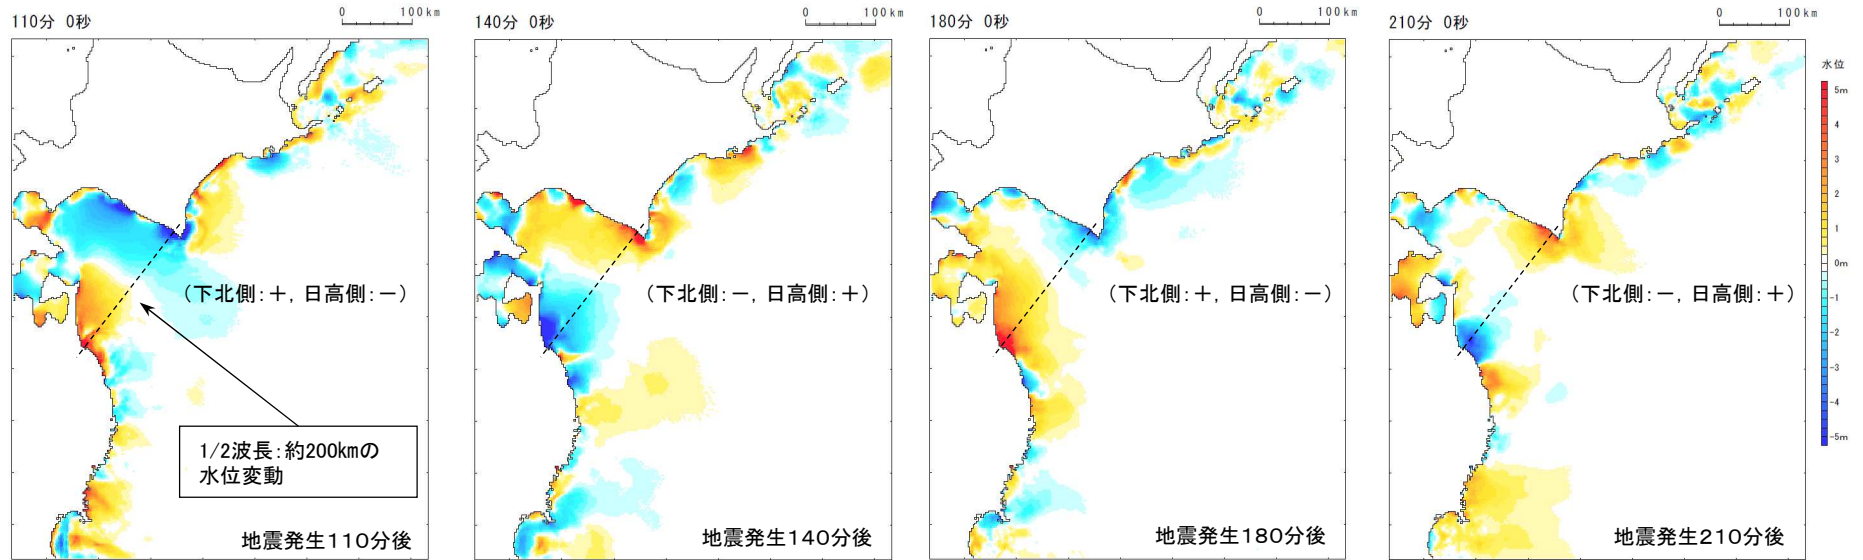 110分 0秒
0 100km
140分 0秒
0 100km
180分 0秒
0 100km
210分 0秒
0 100km
水位
5m
4
3
2
1
0m
-1
-2
-3
-4
-5m
(下北側:+, 日高側:-)
(下北側:-, 日高側:+)
(下北側:+, 日高側:-)
(下北側:-, 日高側:+)
1/2波長:約200kmの
水位変動
地震発生110分後
地震発生140分後
地震発生180分後
地震発生210分後